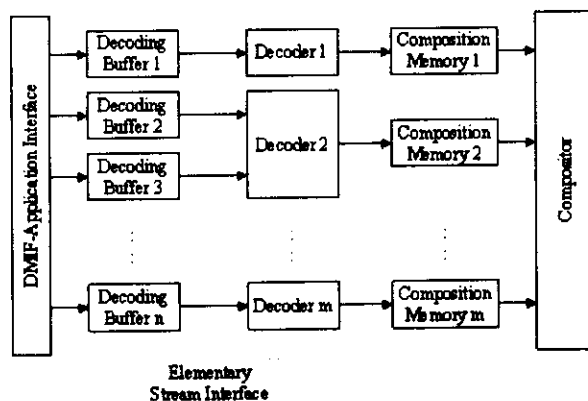 DMIF-Application Interface
Decoding
Buffer 1
Decoder 1
Composition
Memory 1
Decoding
Buffer 2
Decoding
Buffer 3
Decoder 2
Composition
Memory 2
Compositor
Decoding
Buffer n
Decoder m
Composition
Memory m
Elementary
Stream Interface